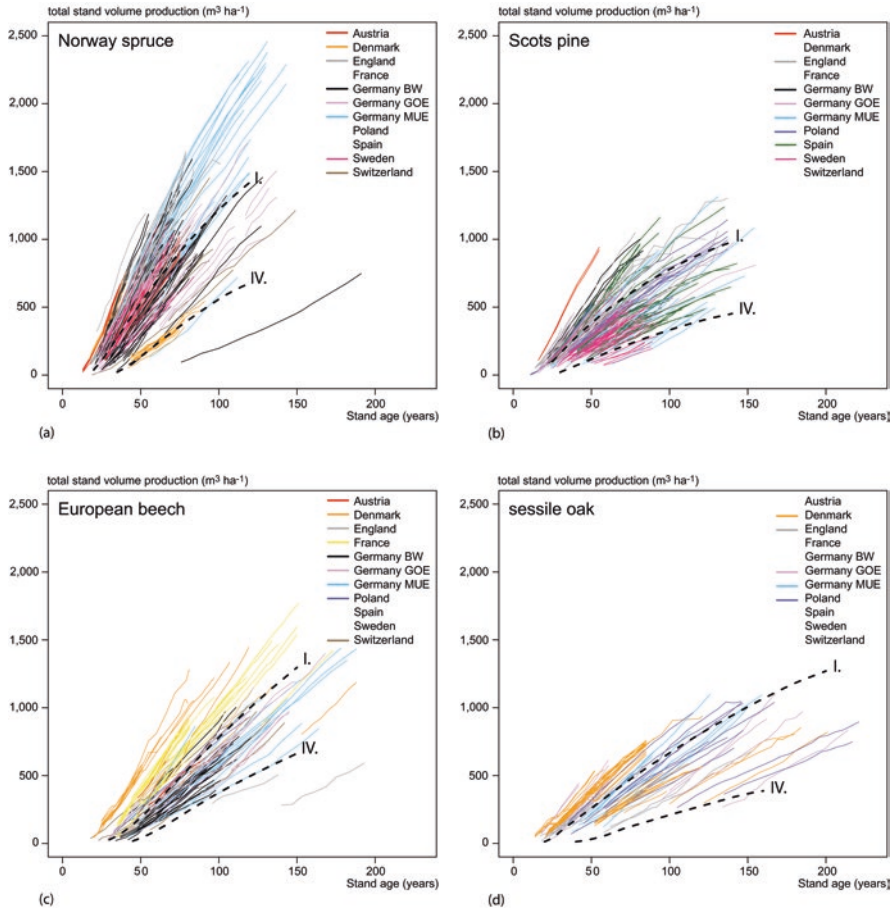 total stand volume production (m³ ha-1)
Norway spruce
Austria
Denmark
England
France
Germany BW
Germany GOE
Germany MUE
Poland
Spain
Sweden
Switzerland
2,500
2,000
1,500
1,000
500
0
I.
IV.
0 50 100 150 200
Stand age (years)
(a)
total stand volume production (m³ ha-1)
Scots pine
Austria
Denmark
England
France
Germany BW
Germany GOE
Germany MUE
Poland
Spain
Sweden
Switzerland
2,500
2,000
1,500
1,000
500
0
I.
IV.
0 50 100 150 200
Stand age (years)
(b)
total stand volume production (m³ ha-1)
European beech
Austria
Denmark
England
France
Germany BW
Germany GOE
Germany MUE
Poland
Spain
Sweden
Switzerland
2,500
2,000
1,500
1,000
500
0
I.
IV.
0 50 100 150 200
Stand age (years)
(c)
total stand volume production (m³ ha-1)
sessile oak
Austria
Denmark
England
France
Germany BW
Germany GOE
Germany MUE
Poland
Spain
Sweden
Switzerland
2,500
2,000
1,500
1,000
500
0
I.
IV.
0 50 100 150 200
Stand age (years)
(d)